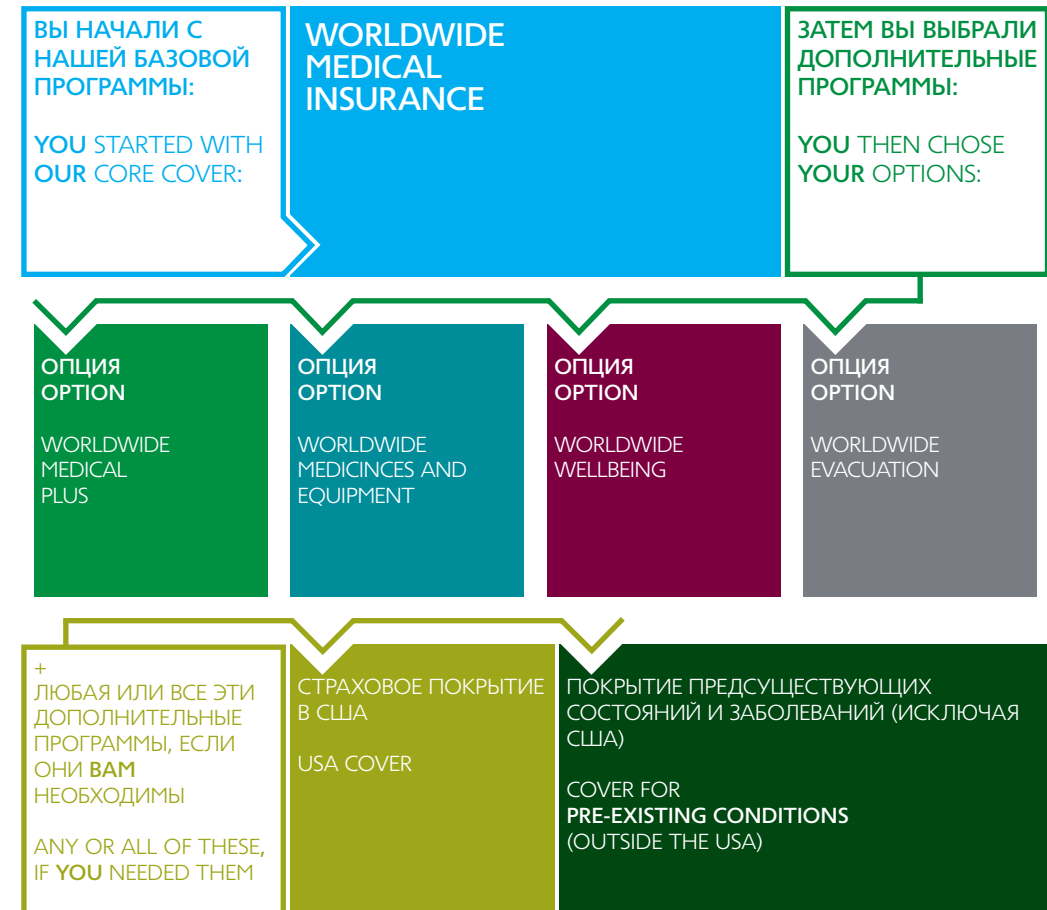 ВЫ НАЧАЛИ С
НАШЕЙ БАЗОВОЙ
ПРОГРАММЫ:
YOU STARTED WITH
OUR CORE COVER:
WORLDWIDE
MEDICAL
INSURANCE
ЗАТЕМ ВЫ ВЫБРАЛИ
ДОПОЛНИТЕЛЬНЫЕ
ПРОГРАММЫ:
YOU THEN CHOSE
YOUR OPTIONS:
ОПЦИЯ
OPTION
WORLDWIDE
MEDICAL
PLUS
ОПЦИЯ
OPTION
WORLDWIDE
MEDICINCES AND
EQUIPMENT
ОПЦИЯ
OPTION
WORLDWIDE
WELLBEING
ОПЦИЯ
OPTION
WORLDWIDE
EVACUATION
+
ЛЮБАЯ ИЛИ ВСЕ ЭТИ
ДОПОЛНИТЕЛЬНЫЕ
ПРОГРАММЫ, ЕСЛИ
ОНИ ВАМ
НЕОБХОДИМЫ
ANY OR ALL OF THESE,
IF YOU NEEDED THEM
СТРАХОВОЕ ПОКРЫТИЕ
В США
USA COVER
ПОКРЫТИЕ ПРЕДСУЩЕСТВУЮЩИХ
СОСТОЯНИЙ И ЗАБОЛЕВАНИЙ (ИСКЛЮЧАЯ
США)
COVER FOR
PRE-EXISTING CONDITIONS
(OUTSIDE THE USA)